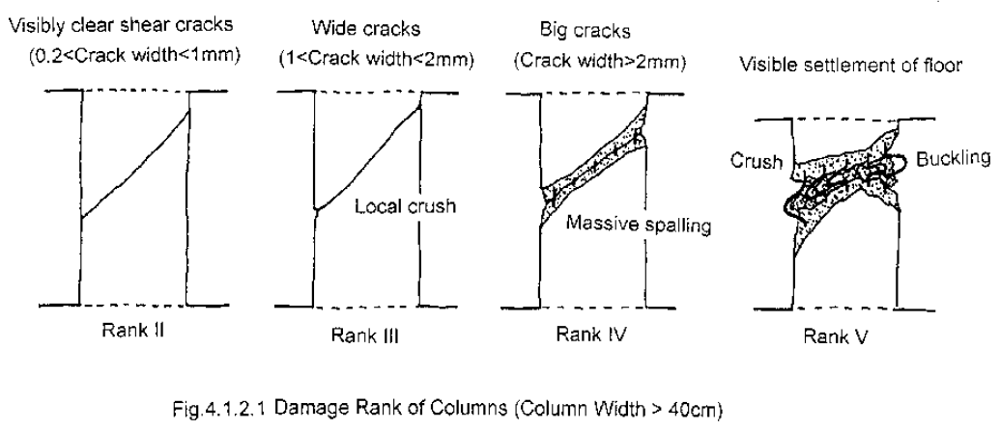 Visibly clear shear cracks
(0.2<Crack width<1mm)
Wide cracks
(1<Crack width<2mm)
Big cracks
(Crack width>2mm)
Visible settlement of floor
Local crush
Massive spalling
Crush
Buckling
Rank II
Rank III
Rank IV
Rank V
Fig.4.1.2.1 Damage Rank of Columns (Column Width > 40cm)